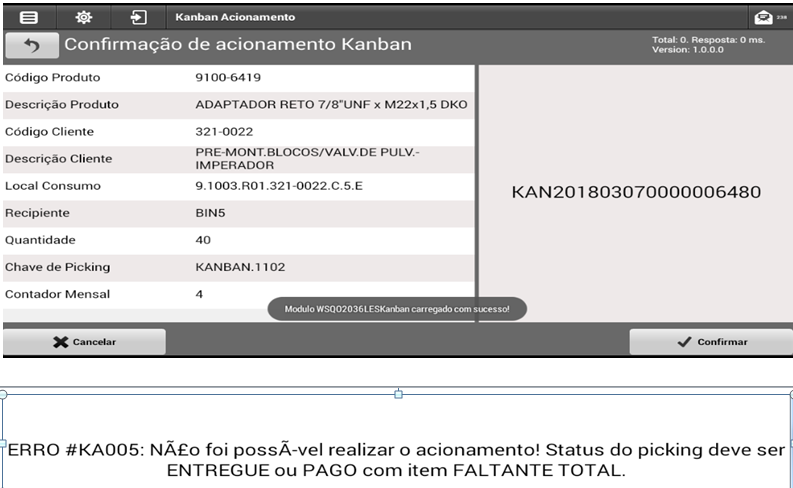 Kanban Acionamento
238
Confirmação de acionamento Kanban
Total: 0. Resposta: 0 ms.
Version: 1.0.0.0
Código Produto 9100-6419
Descrição Produto ADAPTADOR RETO 7/8"UNF x M22x1,5 DKO
Código Cliente 321-0022
Descrição Cliente PRE-MONT.BLOCOS/VALV.DE PULV.-
IMPERADOR
Local Consumo 9.1003.R01.321-0022.C.5.E
Recipiente BIN5
Quantidade 40
Chave de Picking KANBAN.1102
Contador Mensal 4
KAN201803070000006480
Modulo WSQO2036LESKanban carregado com sucesso!
Cancelar
Confirmar
ERRO #KA005: NÃ£o foi possÃ-vel realizar o acionamento! Status do picking deve ser
ENTREGUE ou PAGO com item FALTANTE TOTAL.